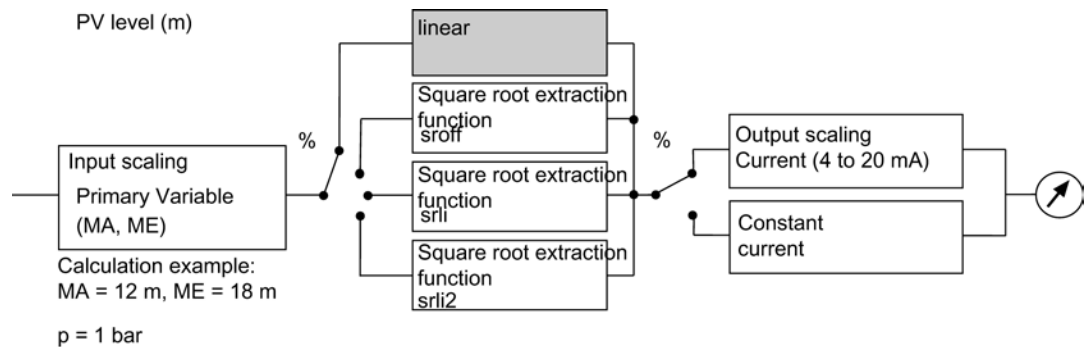 PV level (m)
linear
Square root extraction
function
sroff
%
%
Input scaling
Primary Variable
(MA, ME)
Square root extraction
function
srli
Output scaling
Current (4 to 20 mA)
Square root extraction
function
srli2
Constant
current
Calculation example:
MA = 12 m, ME = 18 m
p = 1 bar